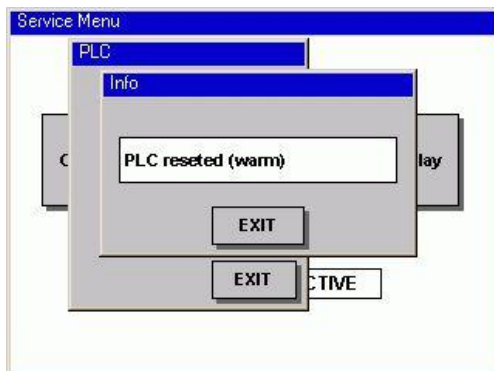 Service Menu
PLC
Info
PLC reseted (warm)
EXIT
EXIT